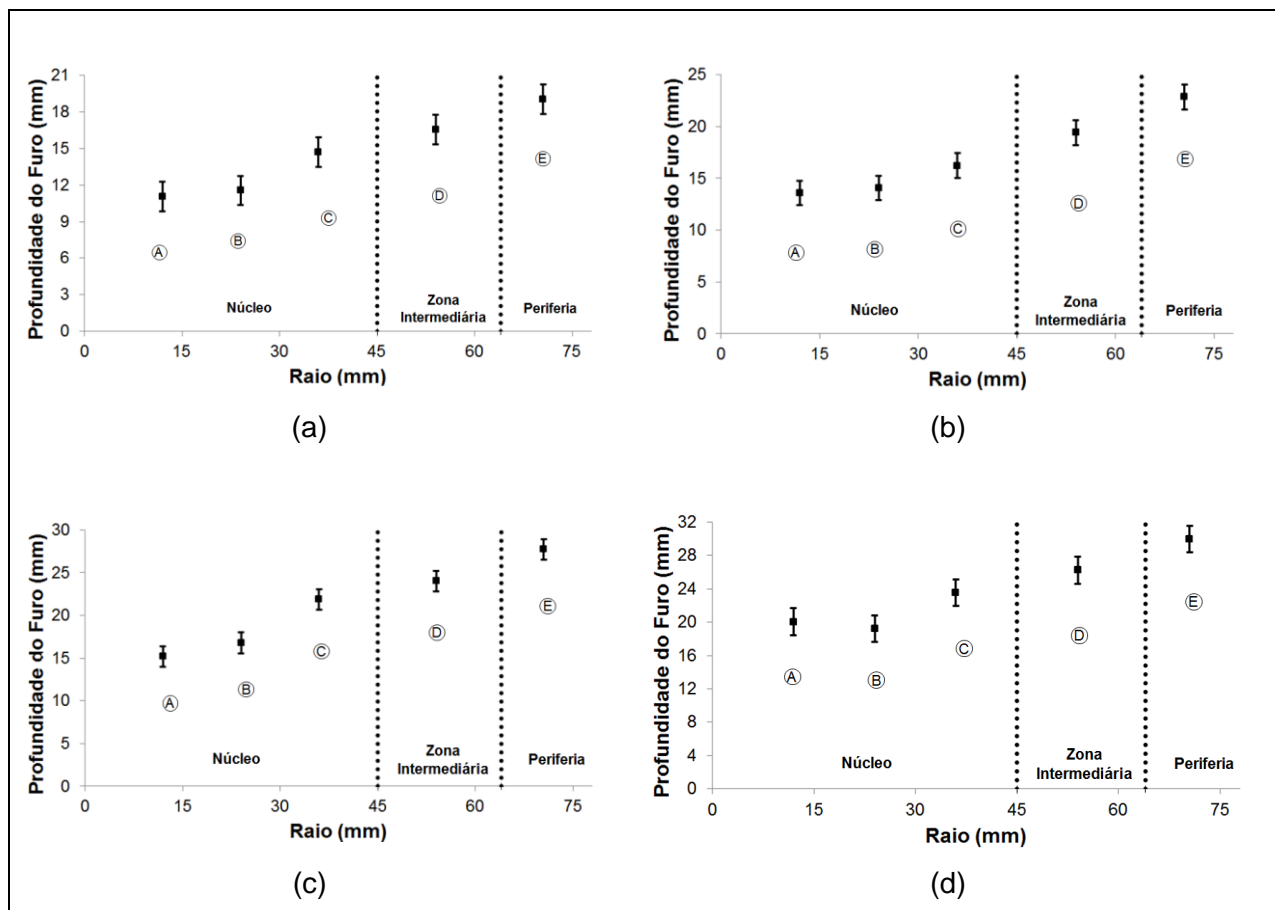 Profundidade do Furo (mm)
21
18
15
12
9
6
3
0
A
B
C
D
E
Núcleo
Zona
Intermediária
Periferia
0 15 30 45 60 75
Raio (mm)
(a)
Profundidade do Furo (mm)
25
20
15
10
5
0
A
B
C
D
E
Núcleo
Zona
Intermediária
Periferia
0 15 30 45 60 75
Raio (mm)
(b)
Profundidade do Furo (mm)
30
25
20
15
10
5
0
A
B
C
D
E
Núcleo
Zona
Intermediária
Periferia
0 15 30 45 60 75
Raio (mm)
(c)
Profundidade do Furo (mm)
32
28
24
20
16
12
8
4
0
A
B
C
D
E
Núcleo
Zona
Intermediária
Periferia
0 15 30 45 60 75
Raio (mm)
(d)